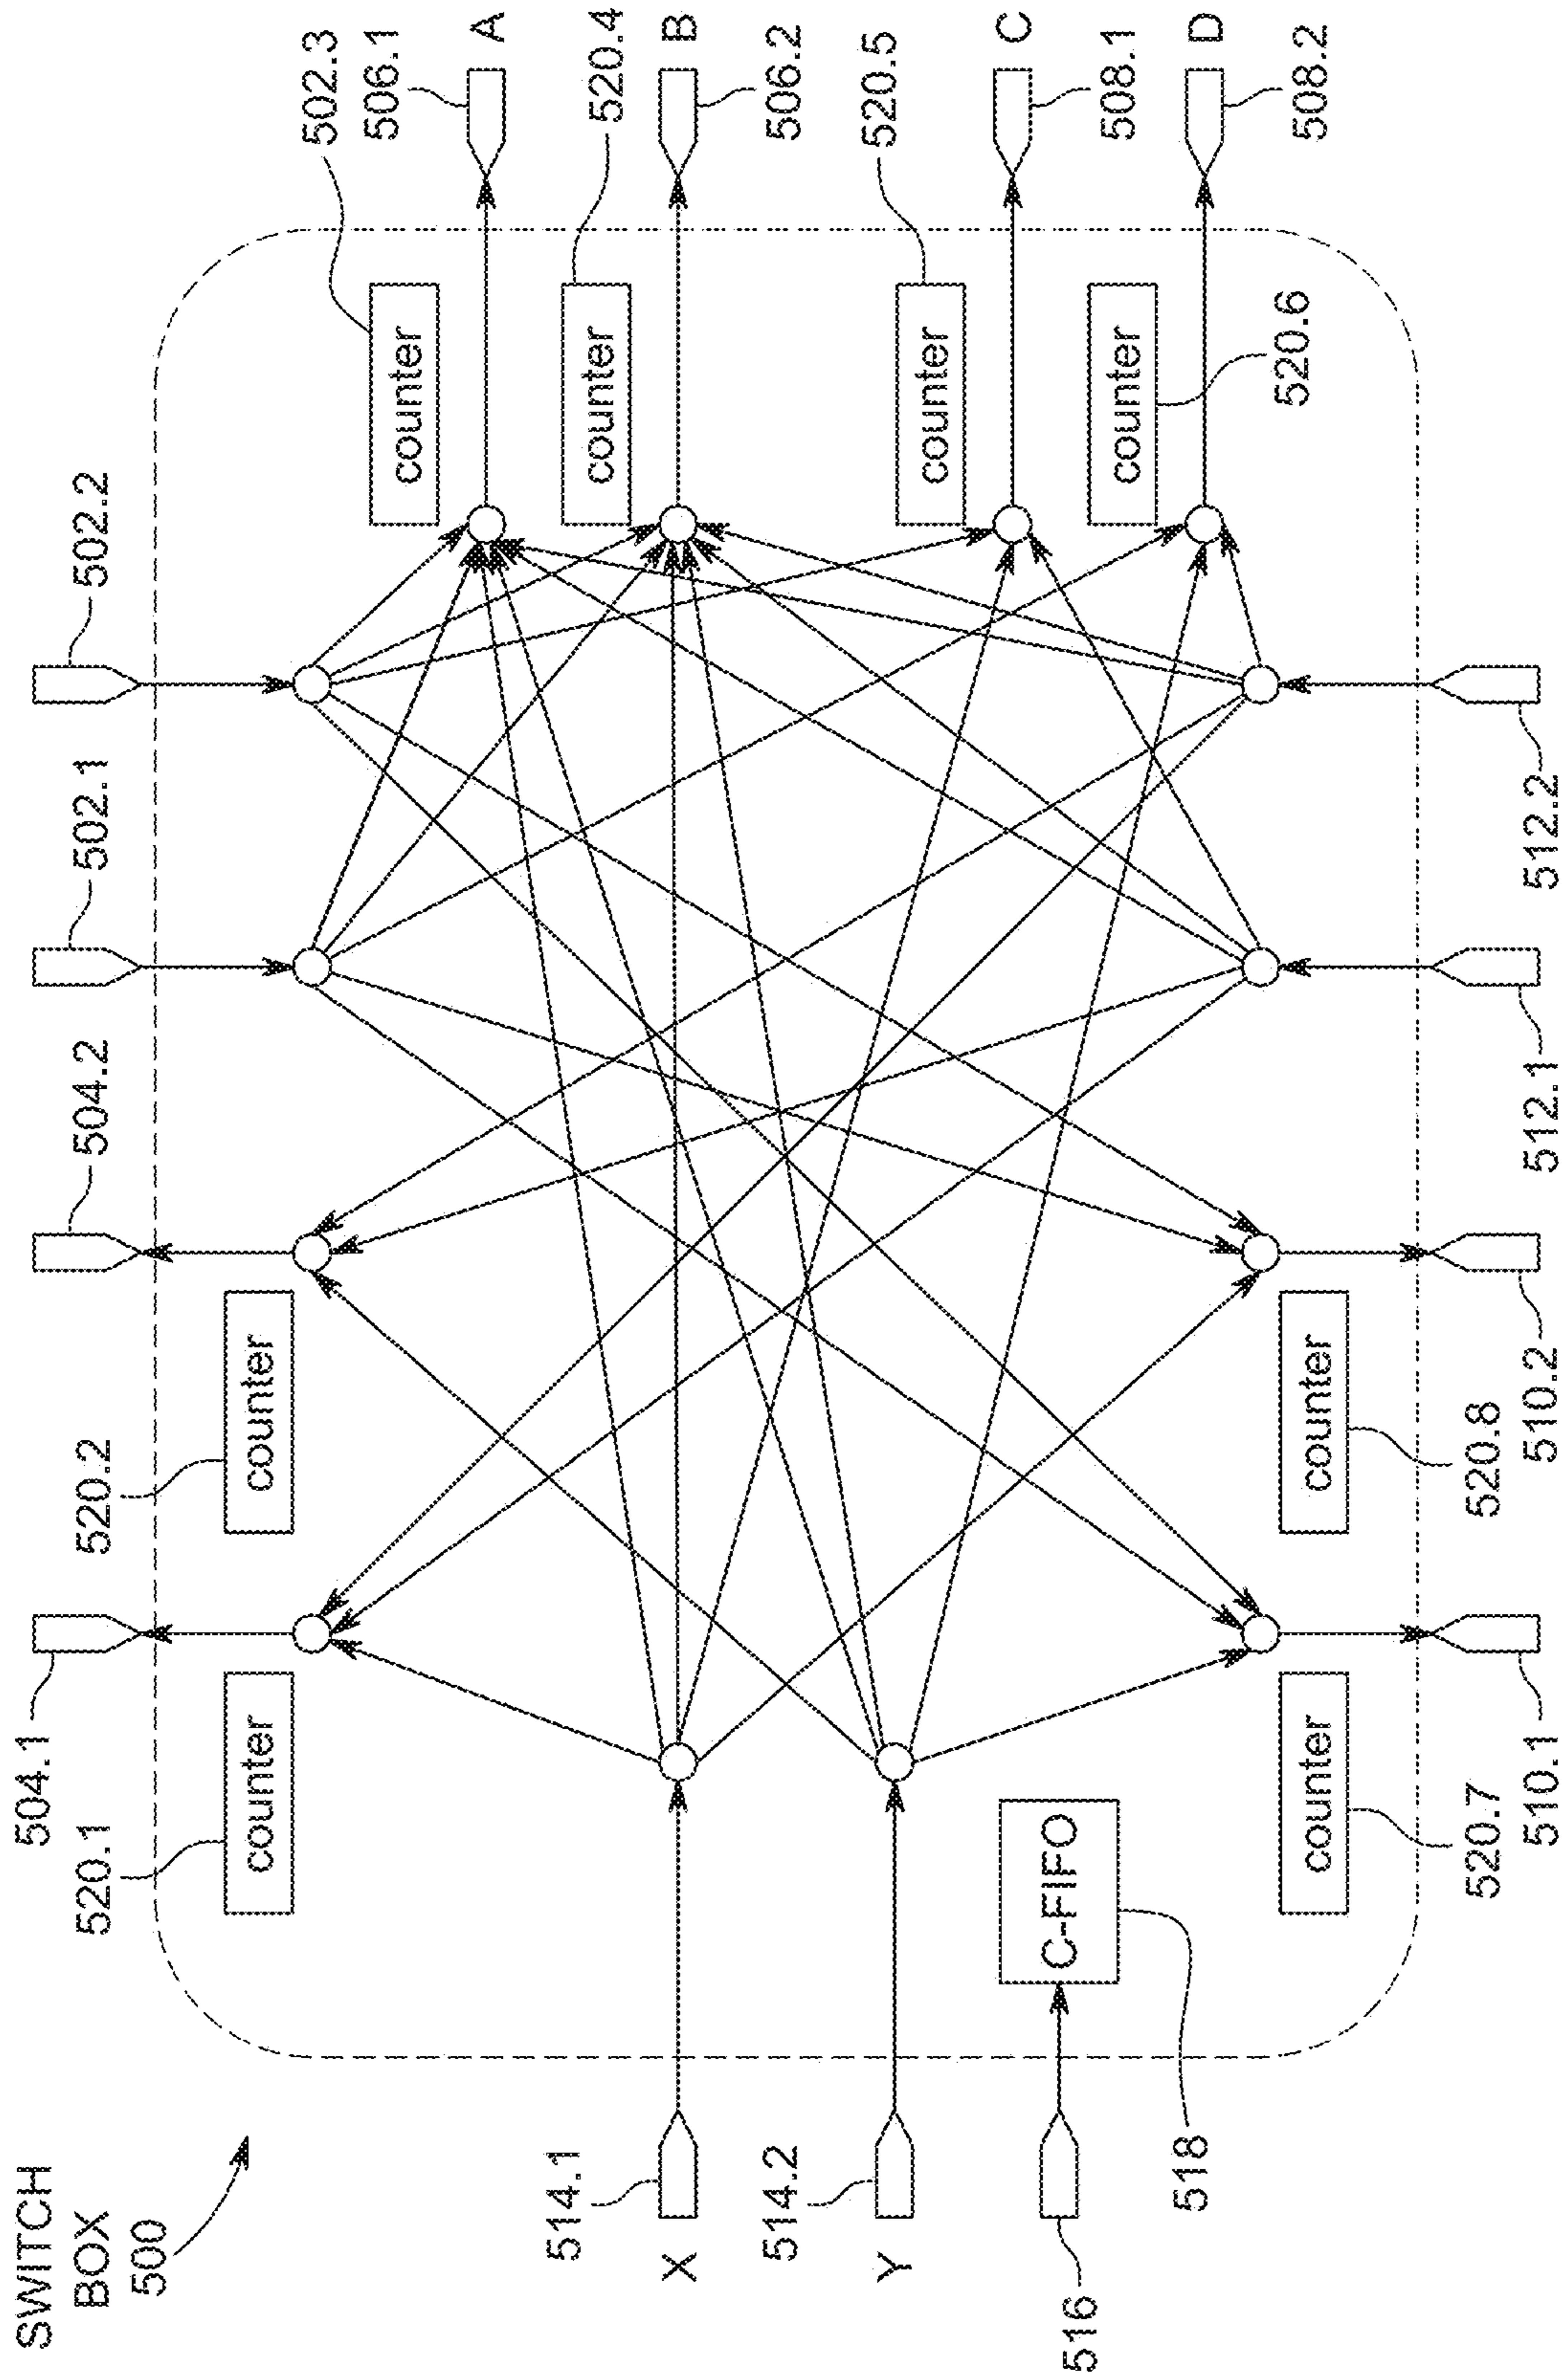 SWITCH
BOX
500
504.1
504.2
502.1
502.2
520.1
520.2
502.3
506.1
A
520.4
B
506.2
520.5
C
508.1
D
508.2
520.6
counter
counter
counter
counter
counter
counter
counter
counter
514.1
X
514.2
Y
516
518
C-FIFO
520.7
510.1
520.8
510.2
512.1
512.2